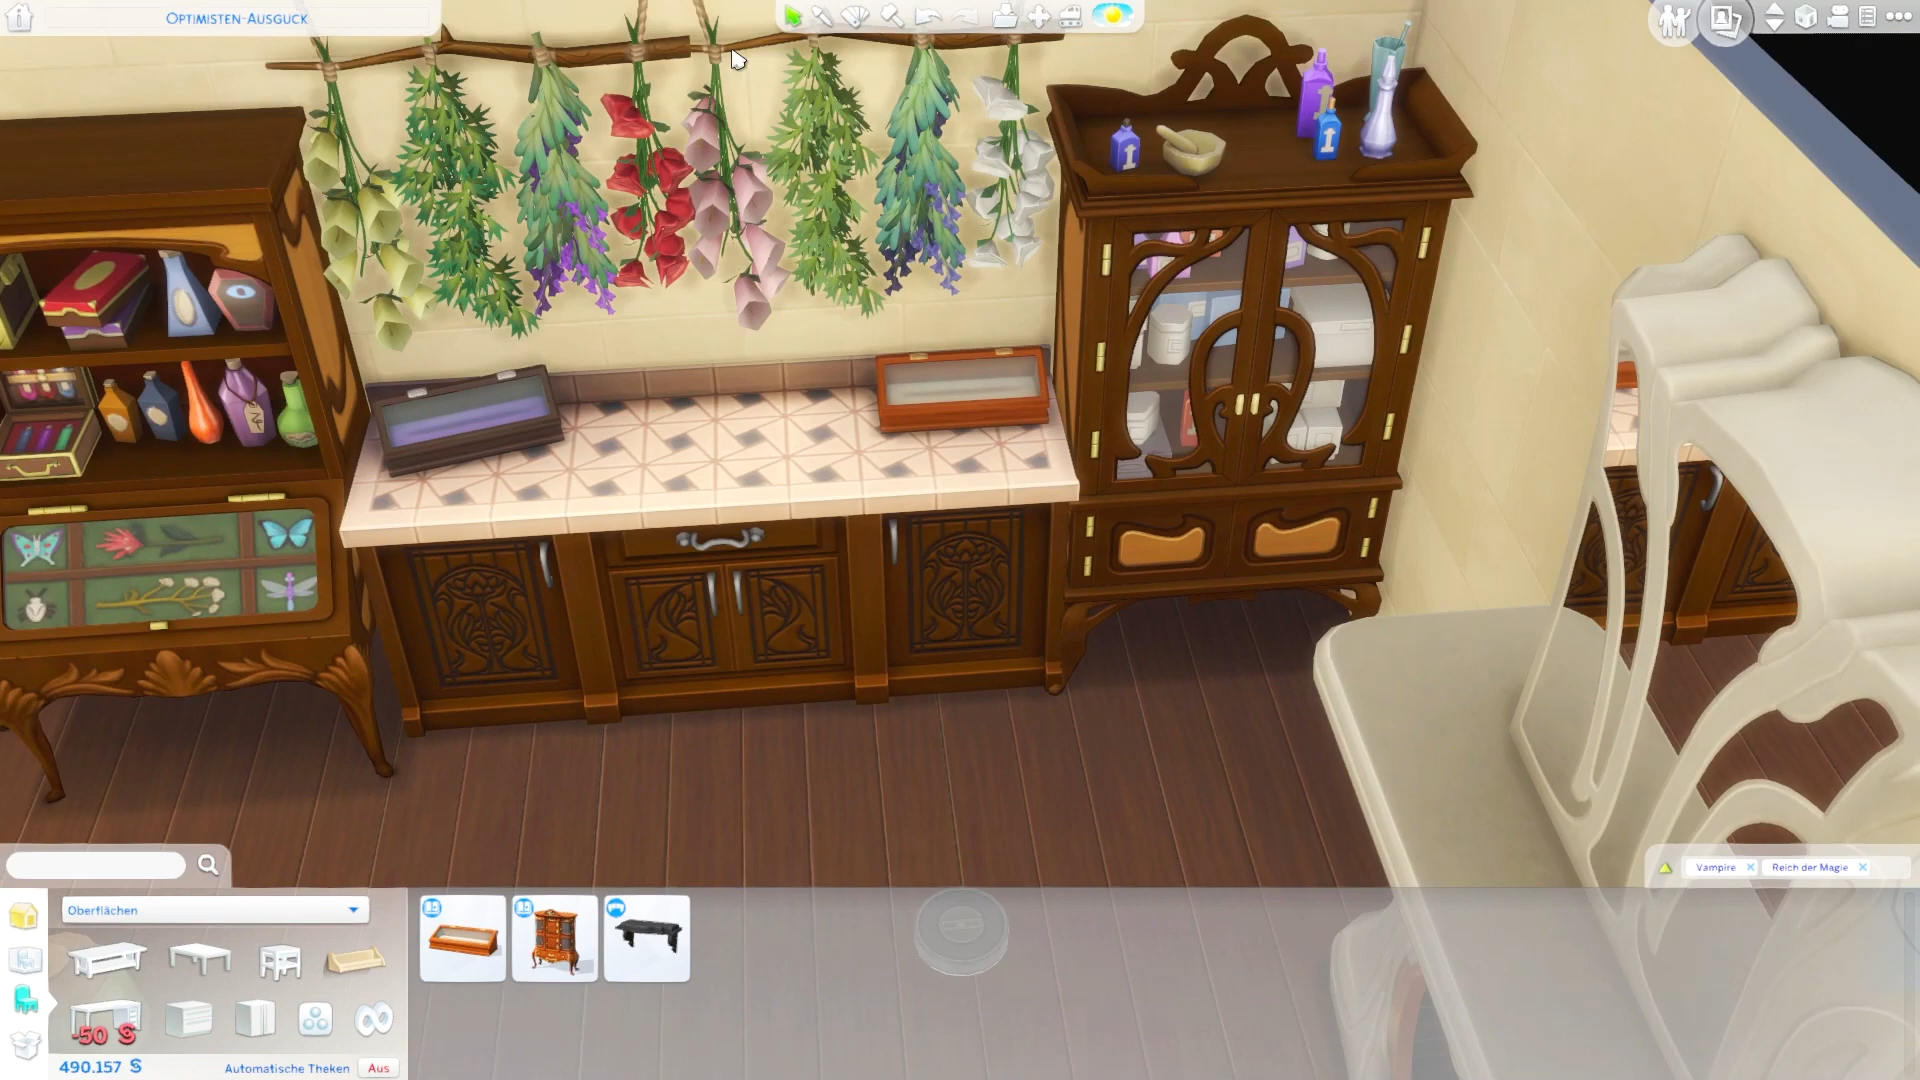 Optimisten-Ausguck
Vampire
Reich der Magie
Oberflächen
-50 §
490.157 §
Automatische Theken
Aus